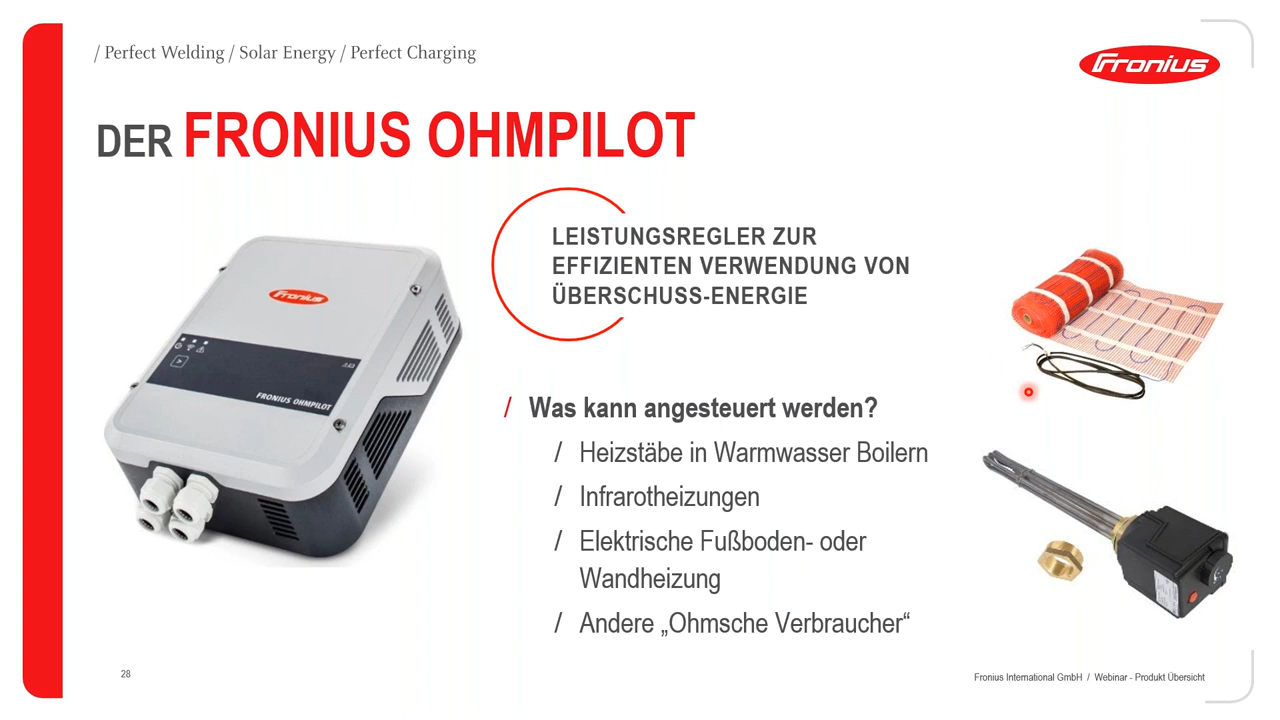 / Perfect Welding / Solar Energy / Perfect Charging
Fronius
DER FRONIUS OHMPILOT
LEISTUNGSREGLER ZUR
EFFIZIENTEN VERWENDUNG VON
ÜBERSCHUSS-ENERGIE
Fronius
FRONIUS OHMPILOT
/ Was kann angesteuert werden?
/ Heizstäbe in Warmwasser Boilern
/ Infrarotheizungen
/ Elektrische Fußboden- oder
Wandheizung
/ Andere „Ohmsche Verbraucher“
28
Fronius International GmbH / Webinar - Produkt Übersicht